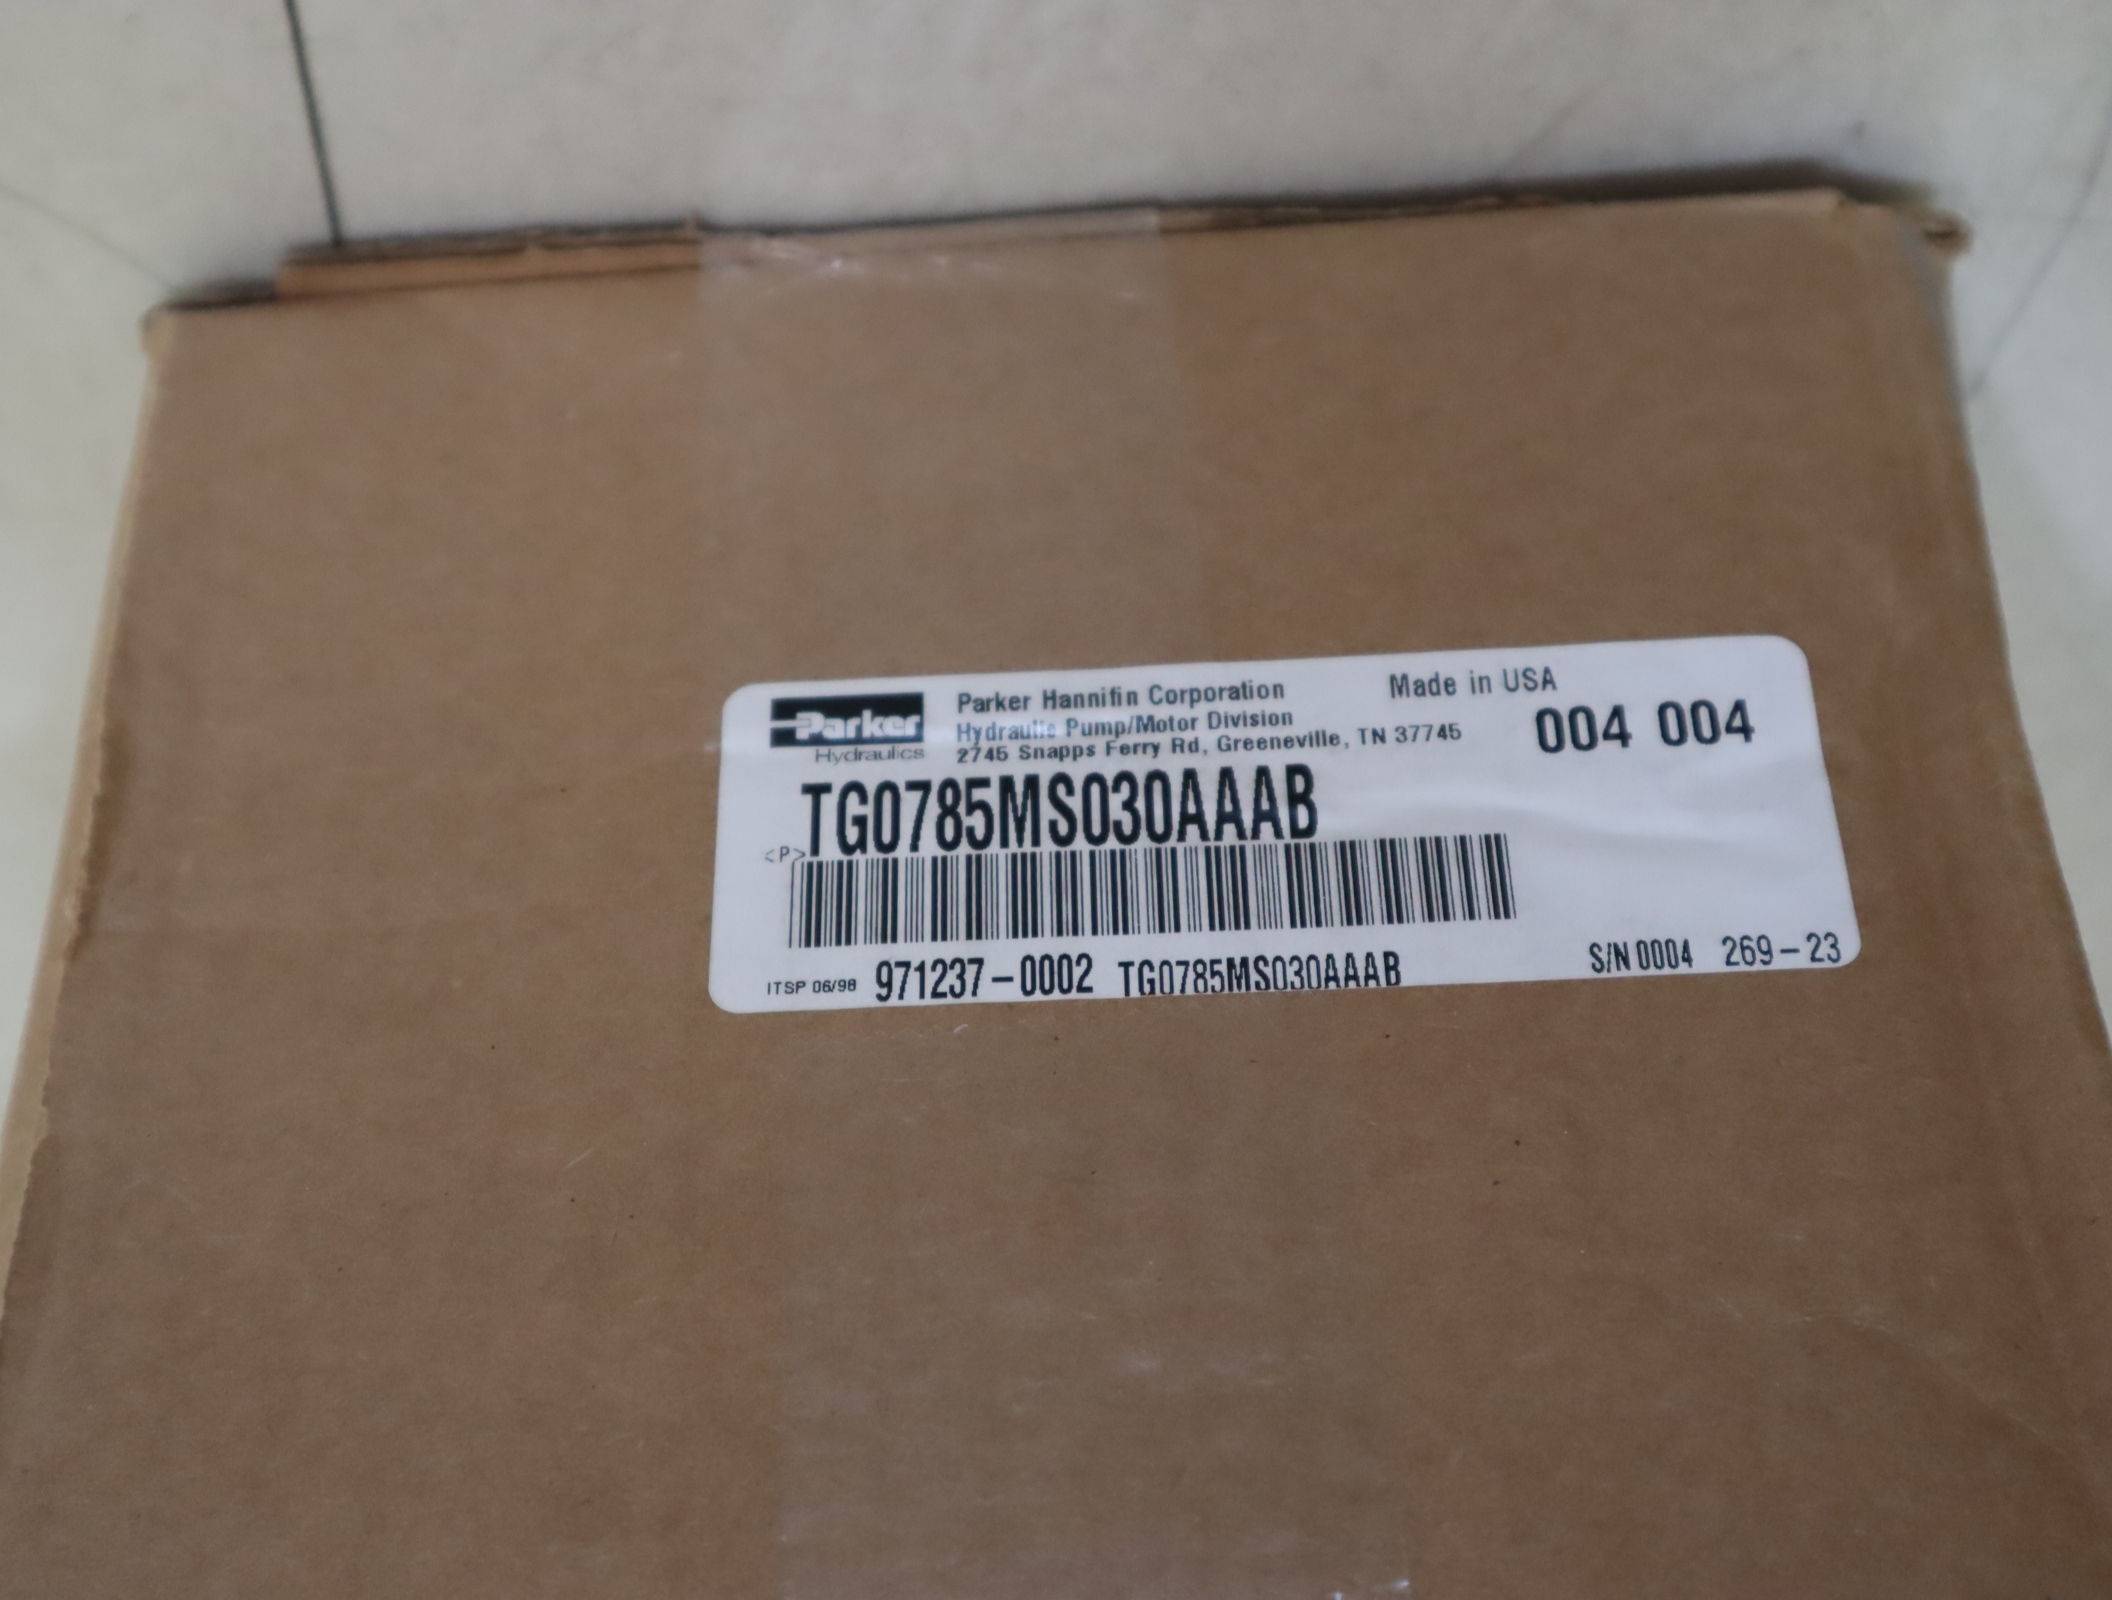 Parker
Hydraulics
Parker Hannifin Corporation
Hydraulic Pump/Motor Division
2745 Snapps Ferry Rd, Greeneville, TN 37745
Made in USA
004 004
TG0785MS030AAAB
<P>
ITSP 06/98 971237-0002 TG0785MS030AAAB
S/N 0004 269-23